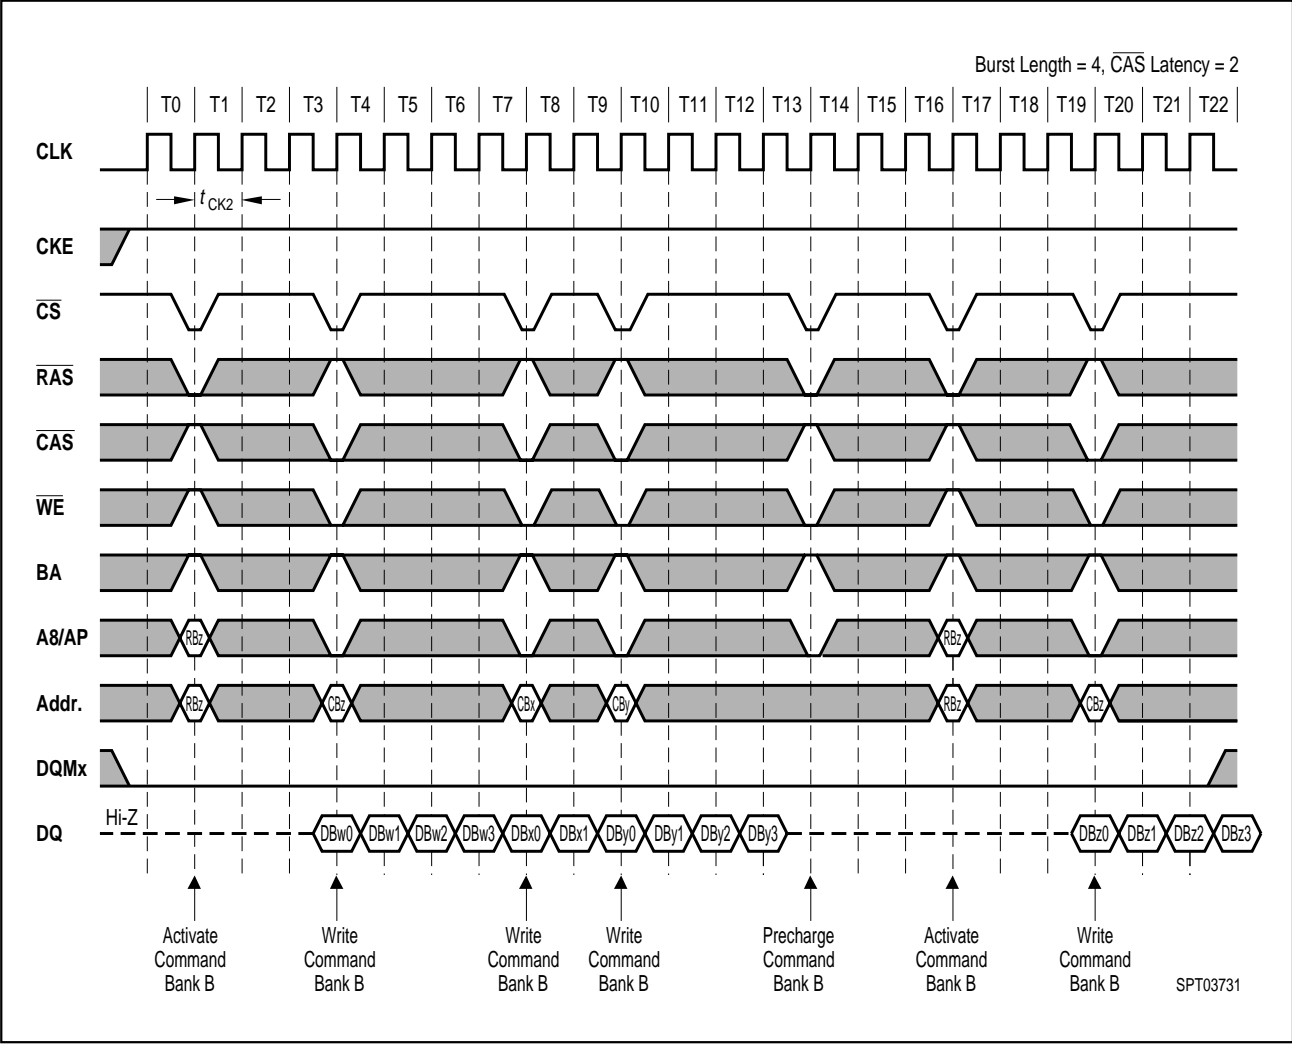 Burst Length = 4, CAS Latency = 2
T0 T1 T2 T3 T4 T5 T6 T7 T8 T9 T10 T11 T12 T13 T14 T15 T16 T17 T18 T19 T20 T21 T22
CLK
t CK2
CKE
CS
RAS
CAS
WE
BA
A8/AP RBz RBz
Addr. RBz CBz CBx CBy RBz CBz
DQMx
Hi-Z
DQ DBw0 DBw1 DBw2 DBw3 DBx0 DBx1 DBy0 DBy1 DBy2 DBy3 DBz0 DBz1 DBz2 DBz3
Activate Write Write Write Precharge Activate Write
Command Command Command Command Command Command Command
Bank B Bank B Bank B Bank B Bank B Bank B Bank B SPT03731